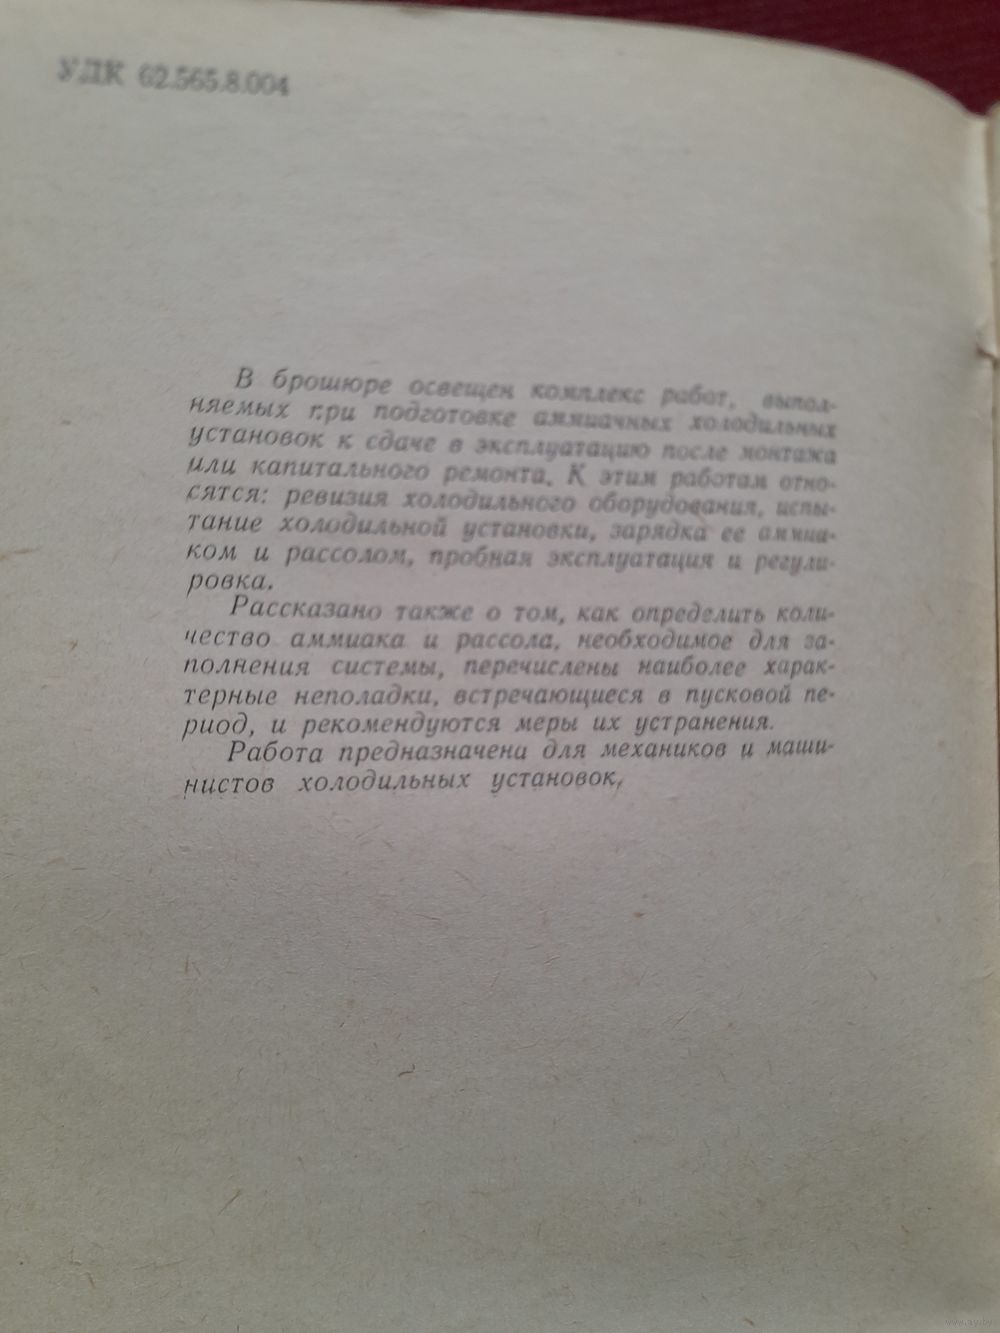 УДК 62.565.8.004
В брошюре освещен комплекс работ, выпол-
няемых при подготовке аммиачных холодильных
установок к сдаче в эксплуатацию после монтажа
или капитального ремонта. К этим работам отно-
сятся: ревизия холодильного оборудования, испы-
тание холодильной установки, зарядка ее аммиа-
ком и рассолом, пробная эксплуатация и регули-
ровка.
Рассказано также о том, как определить коли-
чество аммиака и рассола, необходимое для за-
полнения системы, перечислены наиболее харак-
терные неполадки, встречающиеся в пусковой пе-
риод, и рекомендуются меры их устранения.
Работа предназначена для механиков и маши-
нистов холодильных установок,
www.ay.by